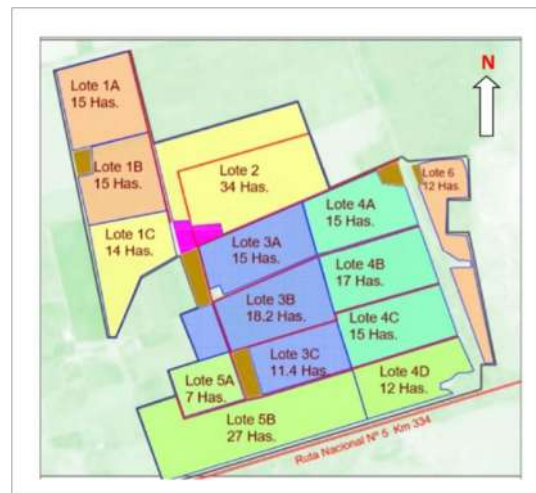 N
Lote 1A
15 Has.
Lote 1B
15 Has.
Lote 1C
14 Has.
Lote 2
34 Has.
Lote 6
12 Has.
Lote 3A
15 Has.
Lote 4A
15 Has.
Lote 3B
18.2 Has.
Lote 4B
17 Has.
Lote 3C
11.4 Has.
Lote 4C
15 Has.
Lote 5A
7 Has.
Lote 4D
12 Has.
Lote 5B
27 Has.
Ruta Nacional Nº 5 Km 334